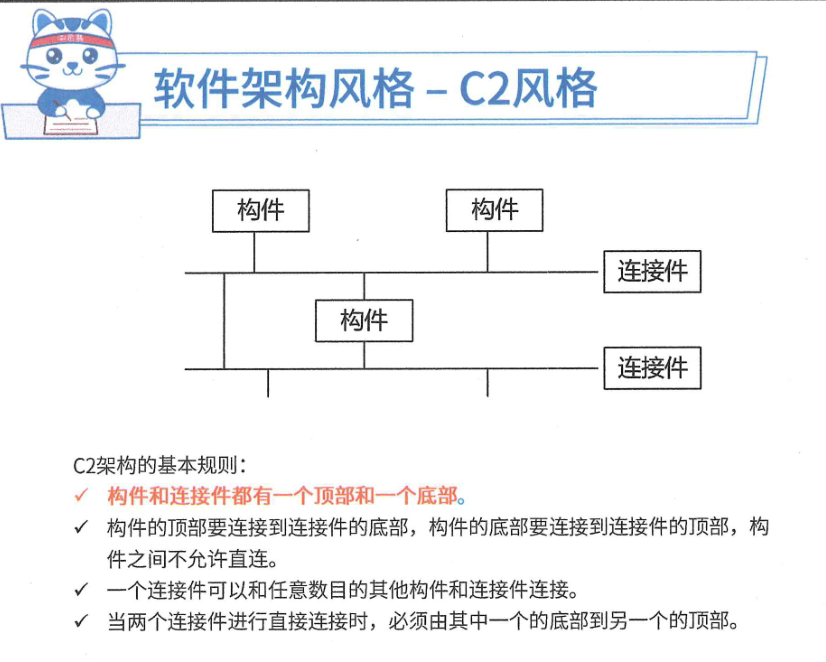 软件架构风格 – C2风格
构件 构件
连接件
构件
连接件
C2架构的基本规则：
✓ 构件和连接件都有一个顶部和一个底部。
✓ 构件的顶部要连接到连接件的底部，构件的底部要连接到连接件的顶部，构
件之间不允许直连。
✓ 一个连接件可以和任意数目的其他构件和连接件连接。
✓ 当两个连接件进行直接连接时，必须由其中一个的底部到另一个的顶部。